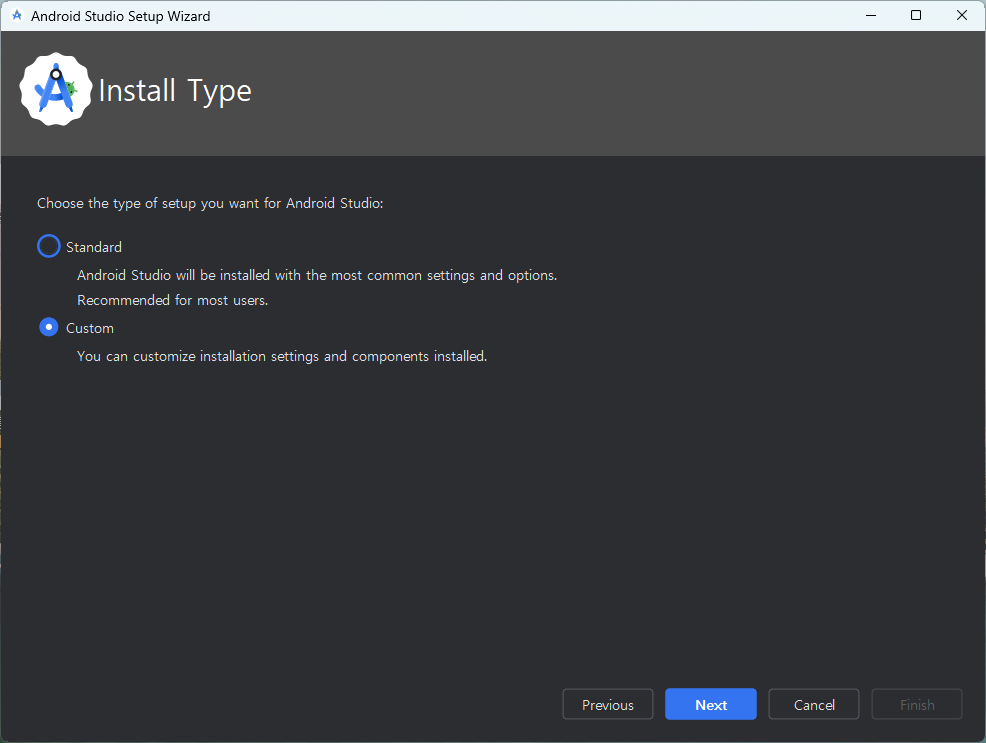 Android Studio Setup Wizard
Install Type
Choose the type of setup you want for Android Studio:
Standard
Android Studio will be installed with the most common settings and options.
Recommended for most users.
Custom
You can customize installation settings and components installed.
Previous
Next
Cancel
Finish